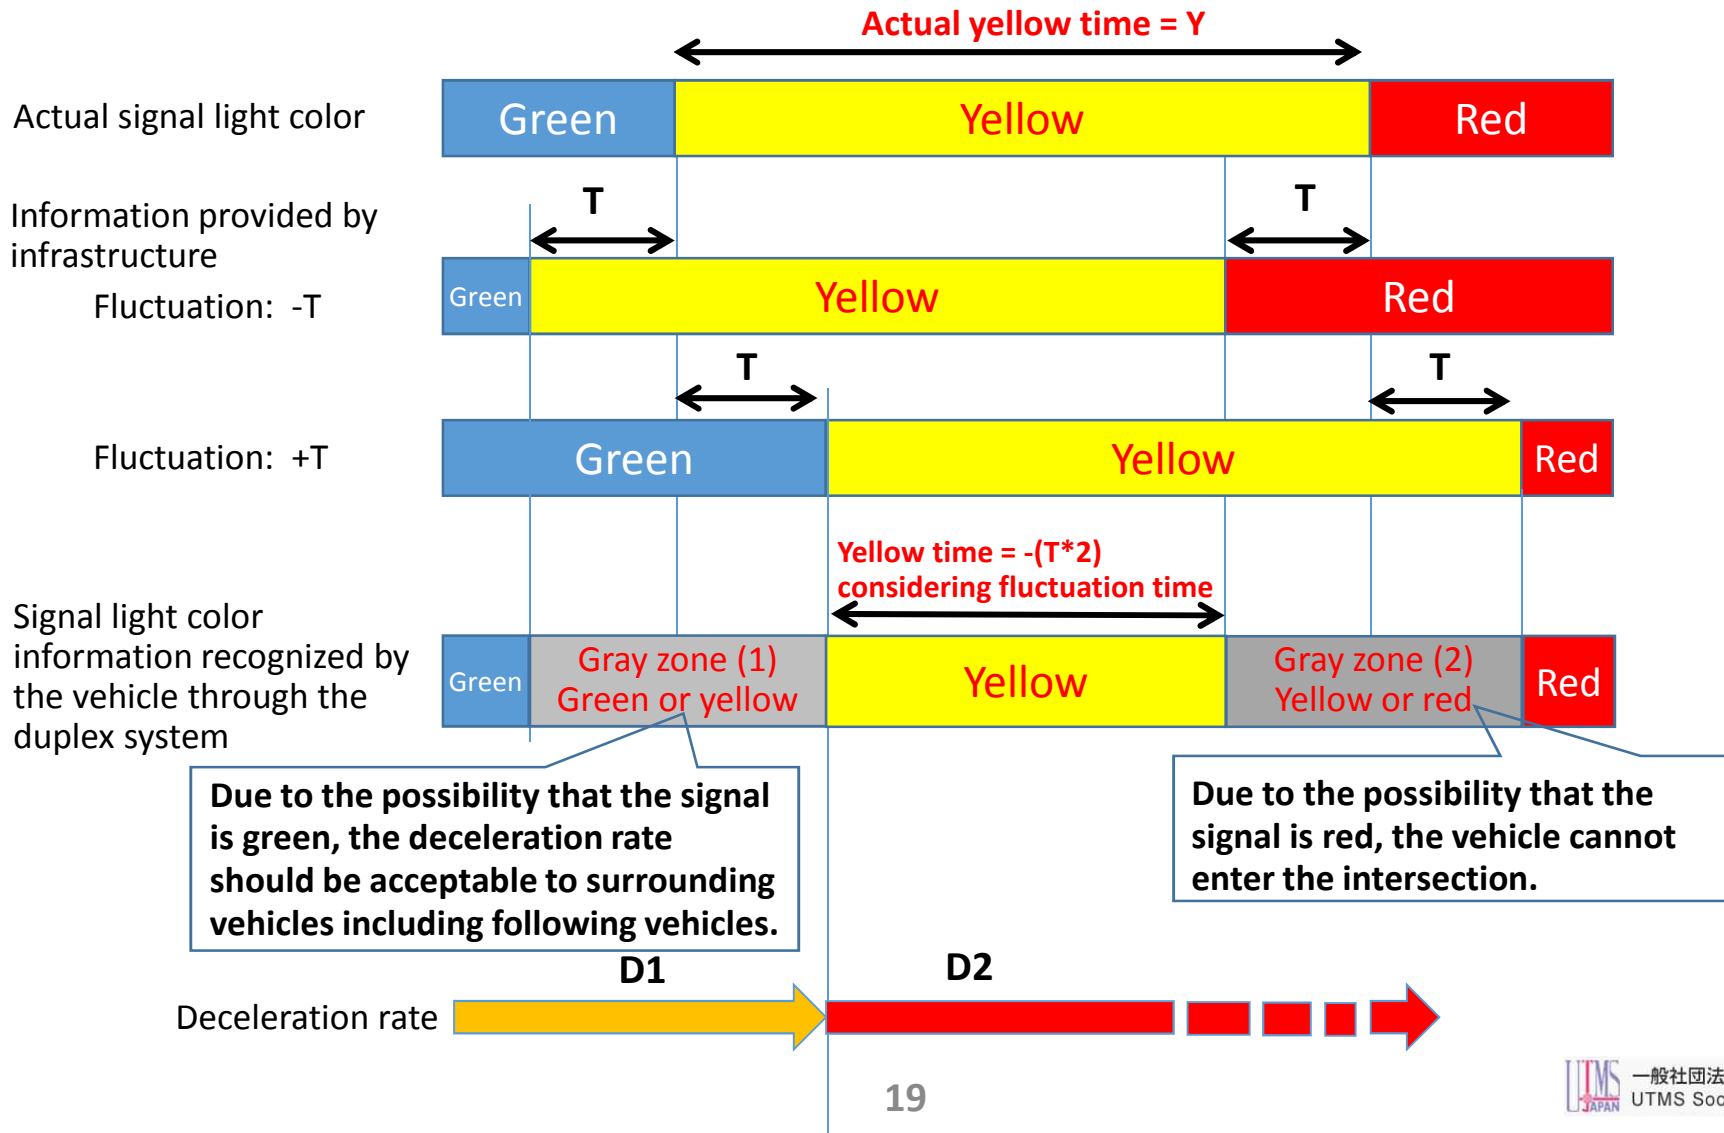 Actual yellow time = Y
Actual signal light color
Green
Yellow
Red
Information provided by
infrastructure
T
T
Fluctuation: -T
Green
Yellow
Red
T
T
Fluctuation: +T
Green
Yellow
Red
Yellow time = -(T*2)
considering fluctuation time
Signal light color
information recognized by
the vehicle through the
duplex system
Green
Gray zone (1)
Green or yellow
Yellow
Gray zone (2)
Yellow or red
Red
Due to the possibility that the signal
is green, the deceleration rate
should be acceptable to surrounding
vehicles including following vehicles.
Due to the possibility that the
signal is red, the vehicle cannot
enter the intersection.
D1
D2
Deceleration rate
19
UTMS
JAPAN
一般社団法
UTMS Soc